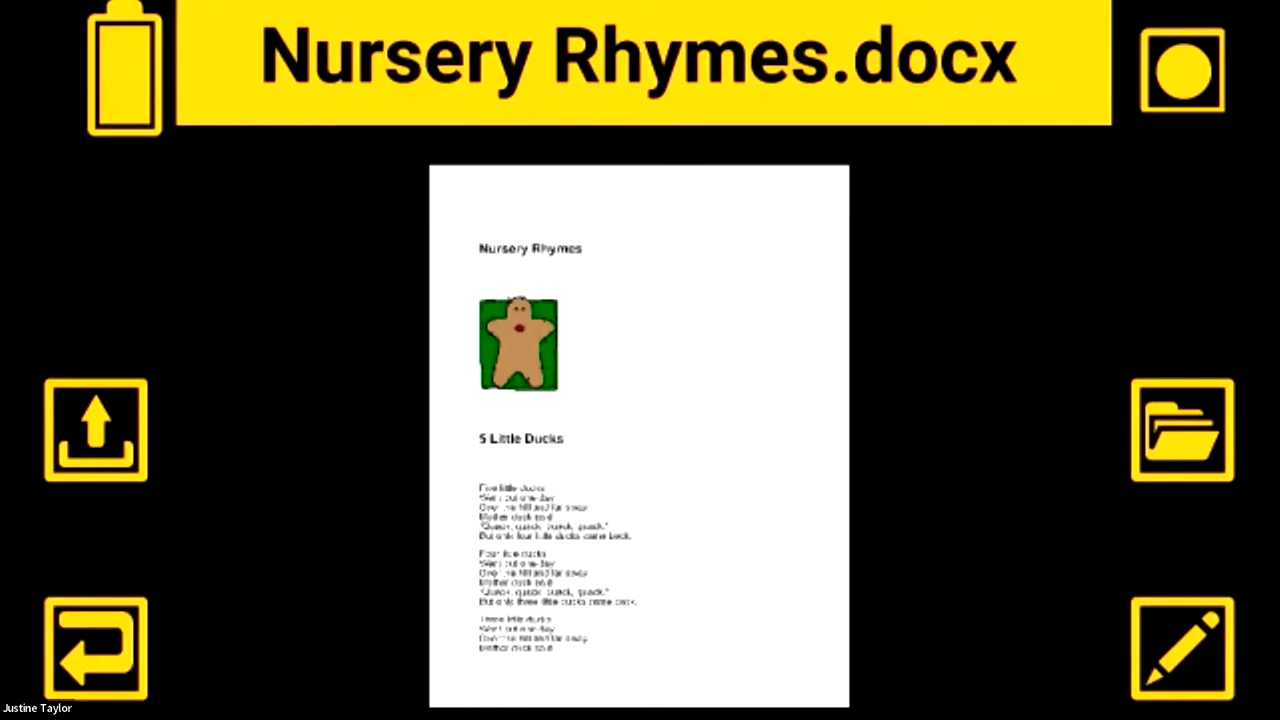 Nursery Rhymes.docx
Nursery Rhymes
5 Little Ducks
Five little ducks
Went out one day
Over the hill and far away
Mother duck said
"Quack, quack, quack, quack."
But only four little ducks came back.
Four little ducks
Went out one day
Over the hill and far away
Mother duck said
"Quack, quack, quack, quack."
But only three little ducks came back.
Three little ducks
Went out one day
Over the hill and far away
Mother duck said
Justine Taylor